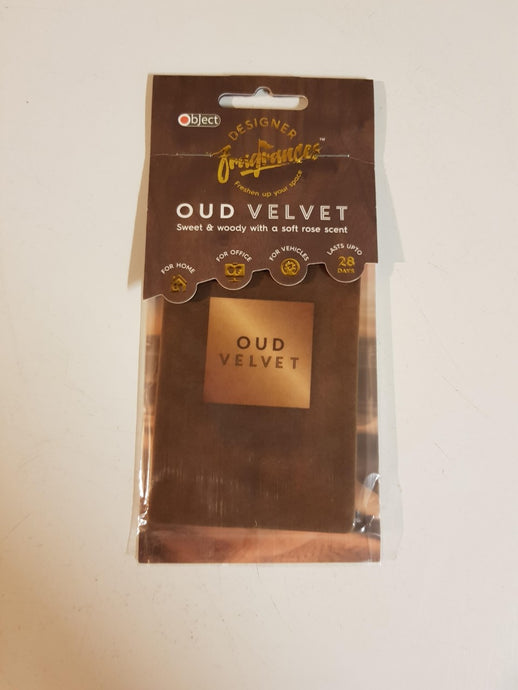 Object
DESIGNER
fragrances™
Freshen up your space
OUD VELVET
Sweet & woody with a soft rose scent
FOR HOME
FOR OFFICE
FOR VEHICLES
LASTS UPTO
28
DAYS
OUD
VELVET